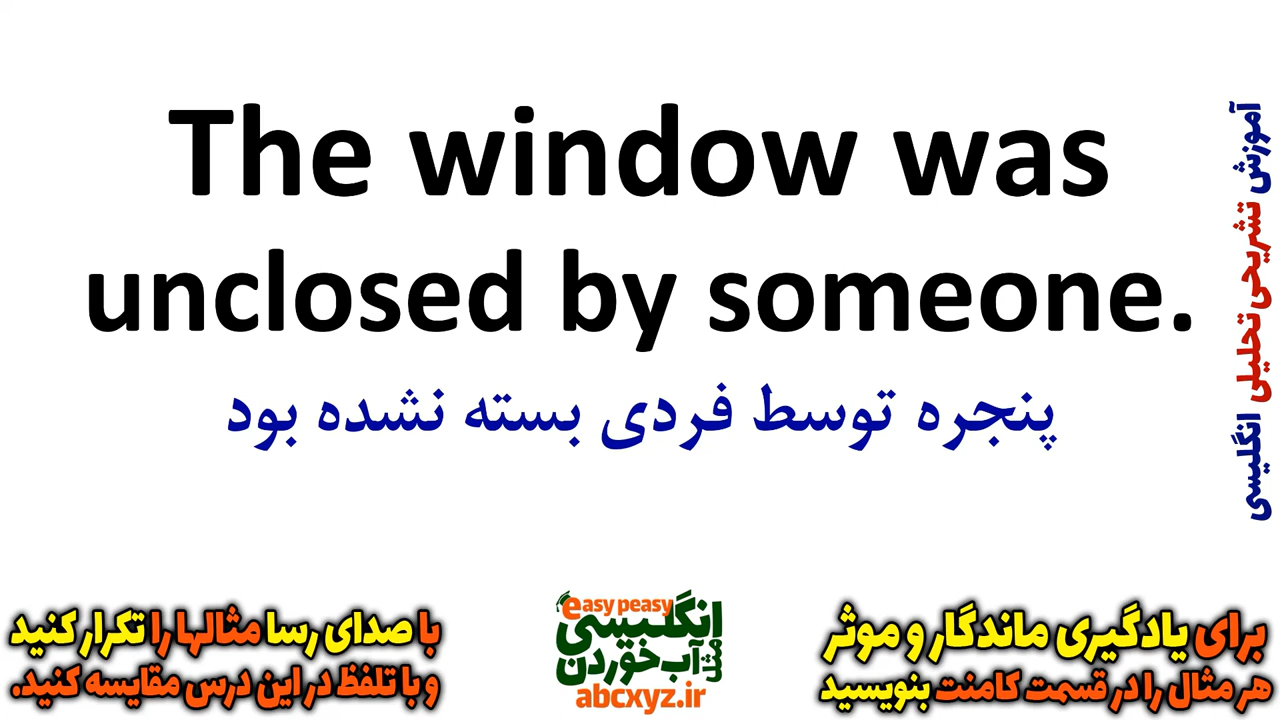 The window was
unclosed by someone.
پنجره توسط فردی بسته نشده بود
آموزش تشریحی تحلیلی انگلیسی
با صدای رسا مثالها را تکرار کنید
و با تلفظ در این درس مقایسه کنید.
easy peasy
انگلیسی
مثل آب خوردن
abcxyz.ir
برای یادگیری ماندگار و موثر
هر مثال را در قسمت کامنت بنویسید